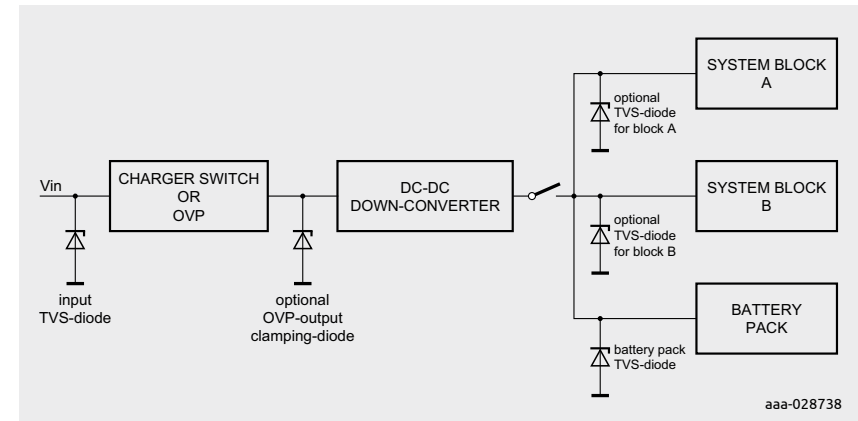 SYSTEM BLOCK
A
optional
TVS-diode
for block A
Vin
CHARGER SWITCH
OR
OVP
DC-DC
DOWN-CONVERTER
SYSTEM BLOCK
B
optional
TVS-diode
for block B
input
TVS-diode
optional
OVP-output
clamping-diode
BATTERY
PACK
battery pack
TVS-diode
aaa-028738